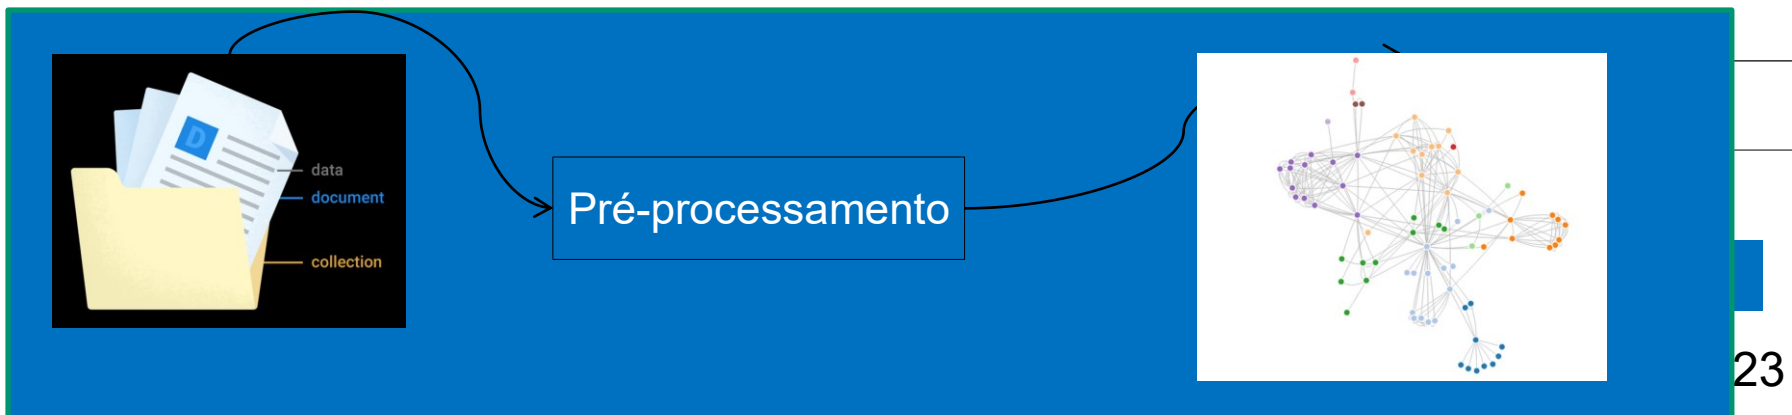 D
data
document
collection
Pré-processamento
23